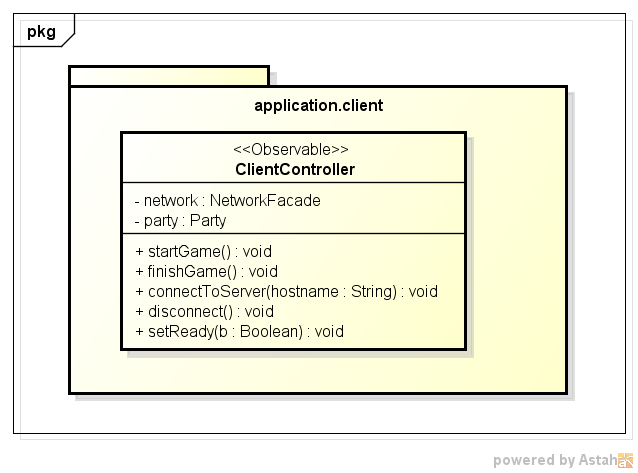 pkg
application.client
<<Observable>>
ClientController
- network : NetworkFacade
- party : Party
+ startGame() : void
+ finishGame() : void
+ connectToServer(hostname : String) : void
+ disconnect() : void
+ setReady(b : Boolean) : void
powered by Astah